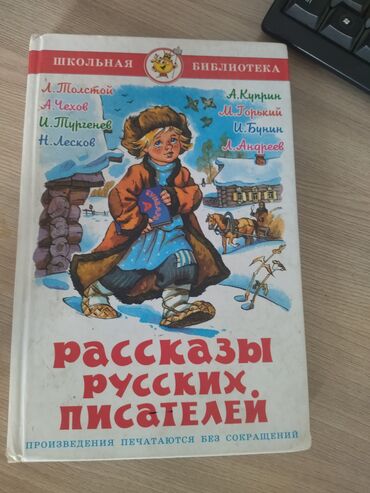 ШКОЛЬНАЯ БИБЛИОТЕКА
Л. Толстой
А. Чехов
И. Тургенев
Н. Лесков
А. Куприн
М. Горький
И. Бунин
Л. Андреев
РАССКАЗЫ
РУССКИХ
ПИСАТЕЛЕЙ
ПРОИЗВЕДЕНИЯ ПЕЧАТАЮТСЯ БЕЗ СОКРАЩЕНИЙ